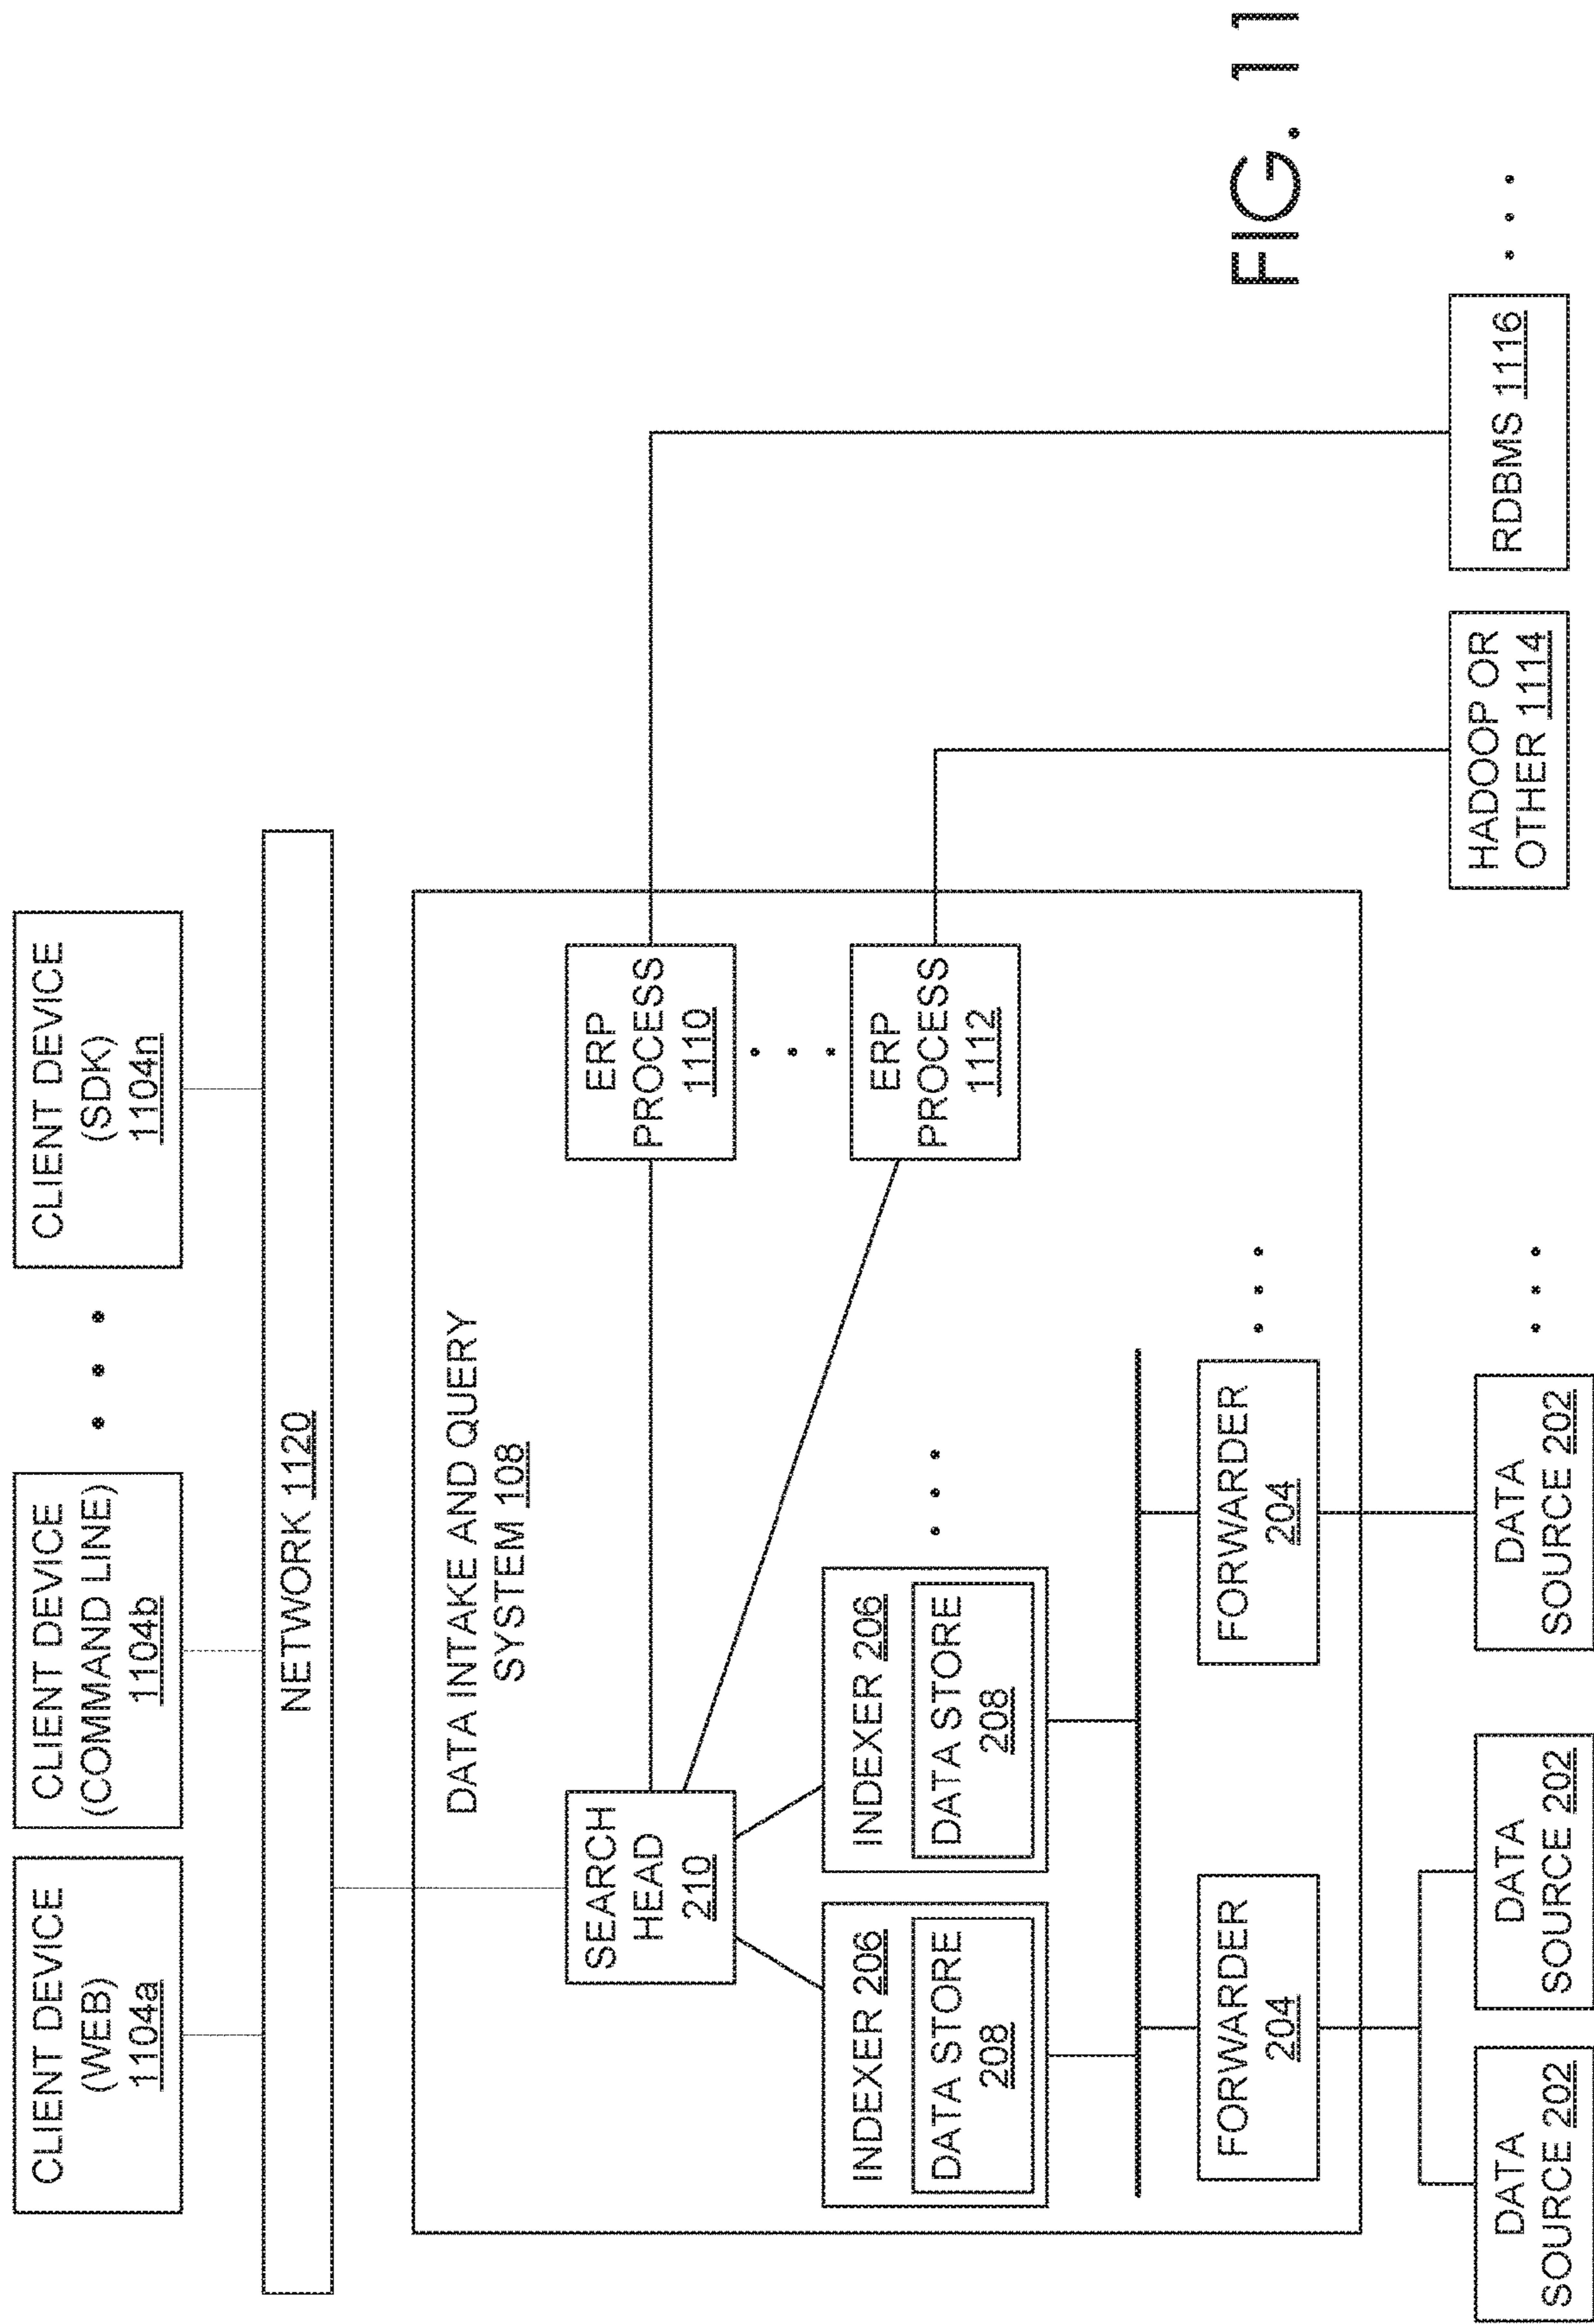 CLIENT DEVICE
(WEB)
1104a
CLIENT DEVICE
(COMMAND LINE)
1104b
CLIENT DEVICE
(SDK)
1104n
NETWORK 1120
DATA INTAKE AND QUERY
SYSTEM 108
SEARCH
HEAD
210
ERP
PROCESS
1110
ERP
PROCESS
1112
INDEXER 206
DATA STORE
208
INDEXER 206
DATA STORE
208
FORWARDER
204
FORWARDER
204
DATA
SOURCE 202
DATA
SOURCE 202
DATA
SOURCE 202
HADOOP OR
OTHER 1114
RDBMS 1116
FIG. 11